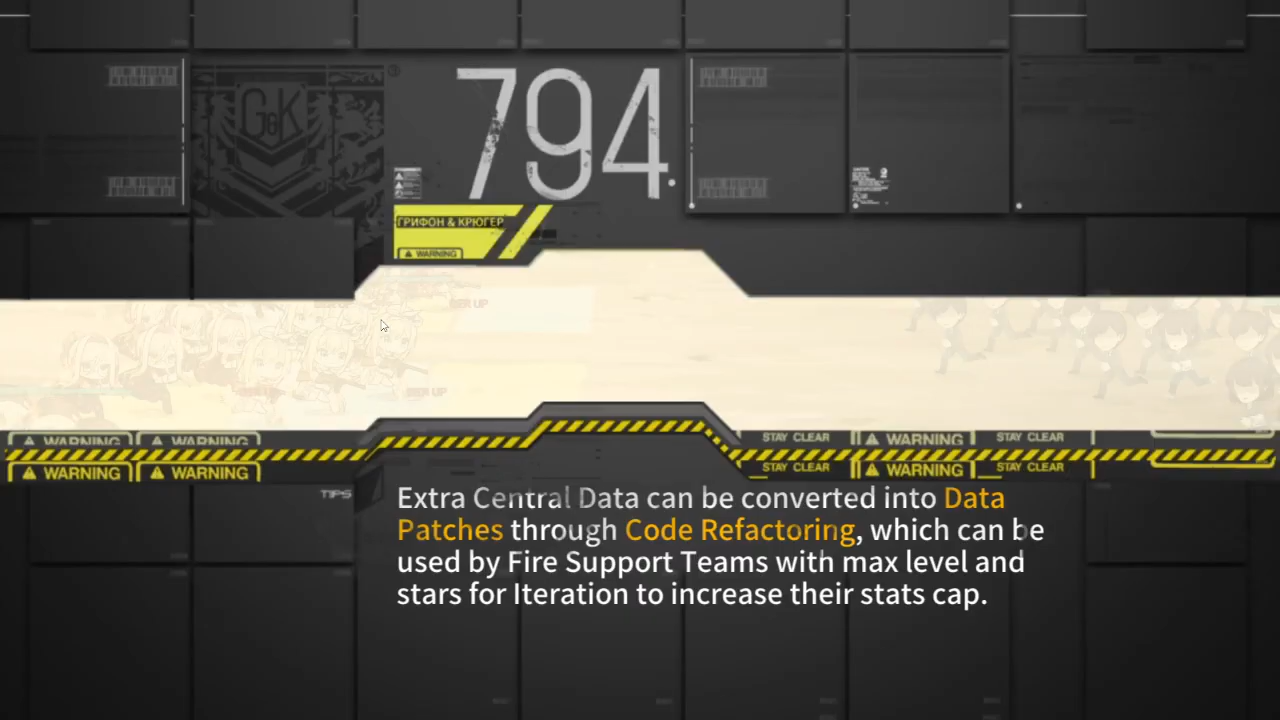 G&K
794.
ГРИФОН & КРЮГЕР
WARNING
WARNING WARNING STAY CLEAR WARNING STAY CLEAR
WARNING WARNING STAY CLEAR WARNING STAY CLEAR
TIPS
Extra Central Data can be converted into Data
Patches through Code Refactoring, which can be
used by Fire Support Teams with max level and
stars for Iteration to increase their stats cap.